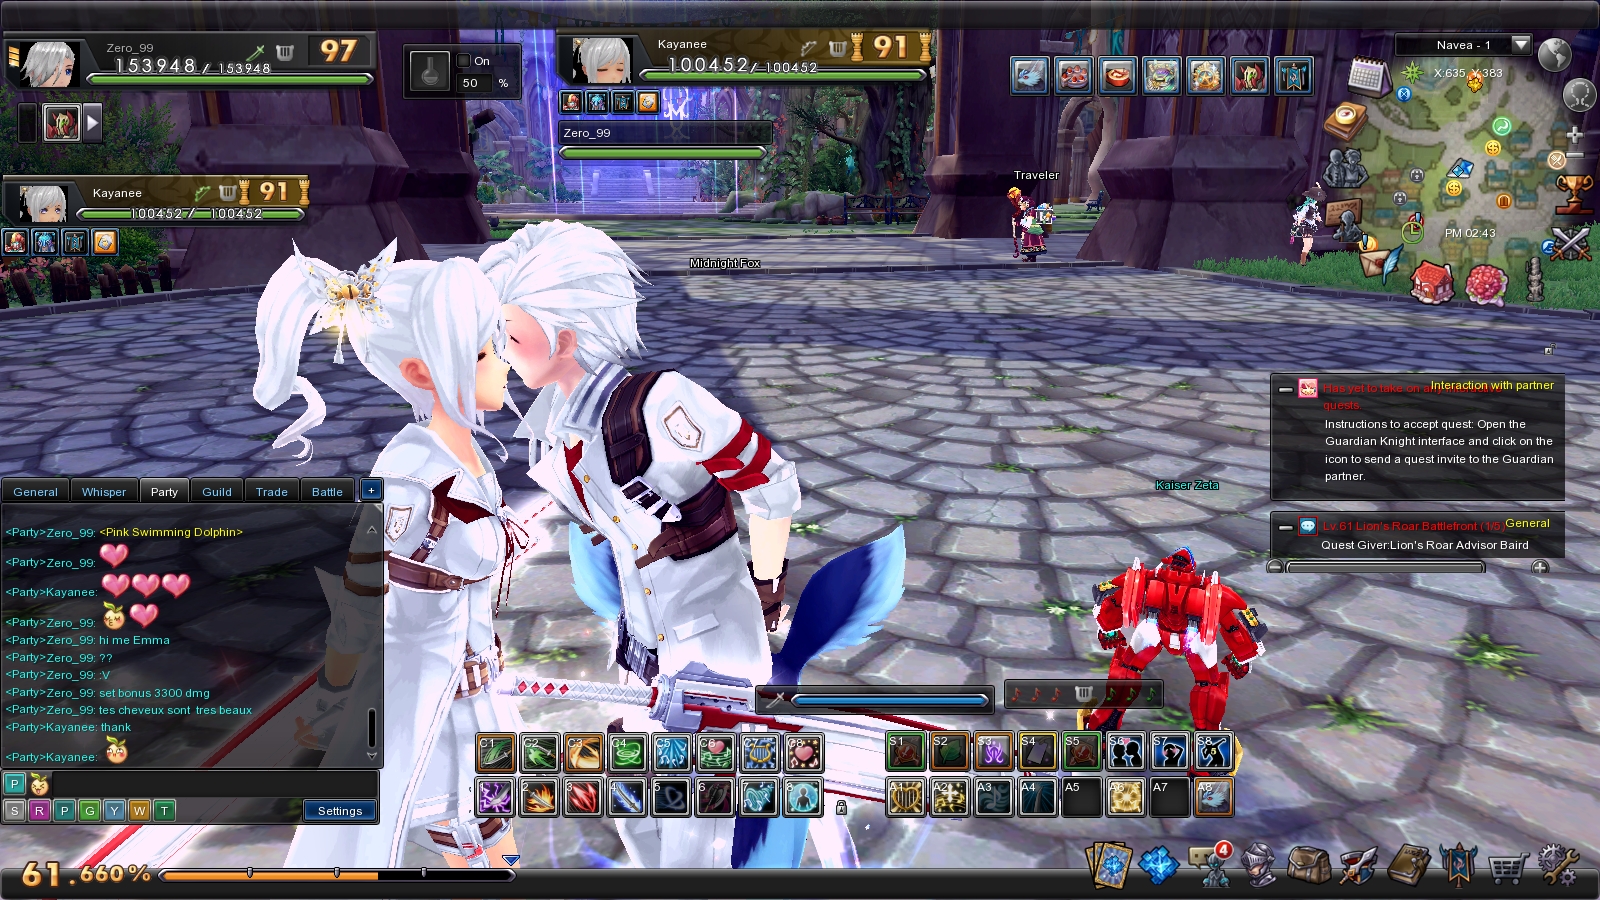 Zero_99
97
153948 / 153948
On
50 %
Kayanee
91
100452 / 100452
Zero_99
Kayanee
91
100452 / 100452
Navea - 1
X:635, Y:383
PM 02:43
Traveler
Midnight Fox
Kaiser Zeta
Interaction with partner
Has yet to take on any
quests.
Instructions to accept quest: Open the
Guardian Knight interface and click on the
icon to send a quest invite to the Guardian
partner.
General
Lv.61 Lion's Roar Battlefront (1/5)
Quest Giver:Lion's Roar Advisor Baird
General Whisper Party Guild Trade Battle +
<Party>Zero_99: <Pink Swimming Dolphin>
<Party>Zero_99:
<Party>Kayanee:
<Party>Zero_99:
<Party>Zero_99: hi me Emma
<Party>Zero_99: ??
<Party>Zero_99: :V
<Party>Zero_99: set bonus 3300 dmg
<Party>Zero_99: tes cheveux sont tres beaux
<Party>Kayanee: thank
<Party>Kayanee:
P
S R P G Y W T Settings
C1 C2 C3 C4 C5 C6 C7 C8
S1 S2 S3 S4 S5 S6 S7 S8
2 3 4 5 6 7 8
A1 A2 A3 A4 A5 A6 A7 A8
61.660%
4